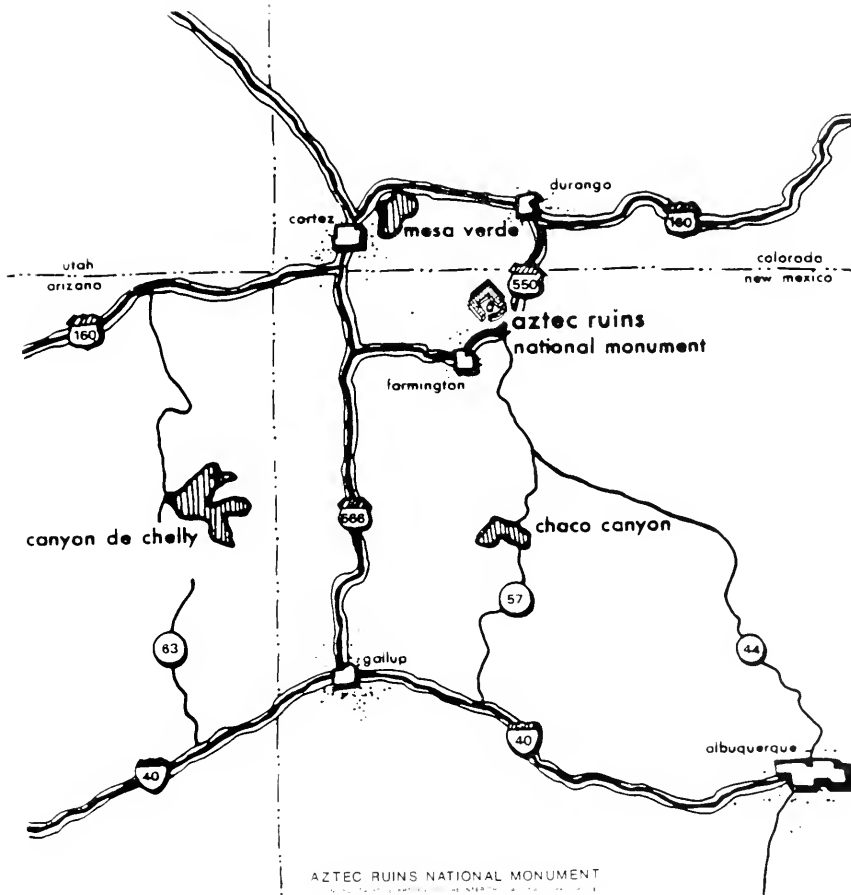 durango
cortez
mesa verde
160
utah
arizona
colorado
new mexico
550
aztec ruins
national monument
160
farmington
canyon de chelly
666
chaco canyon
57
63
44
gallup
40
40
albuquerque
AZTEC RUINS NATIONAL MONUMENT